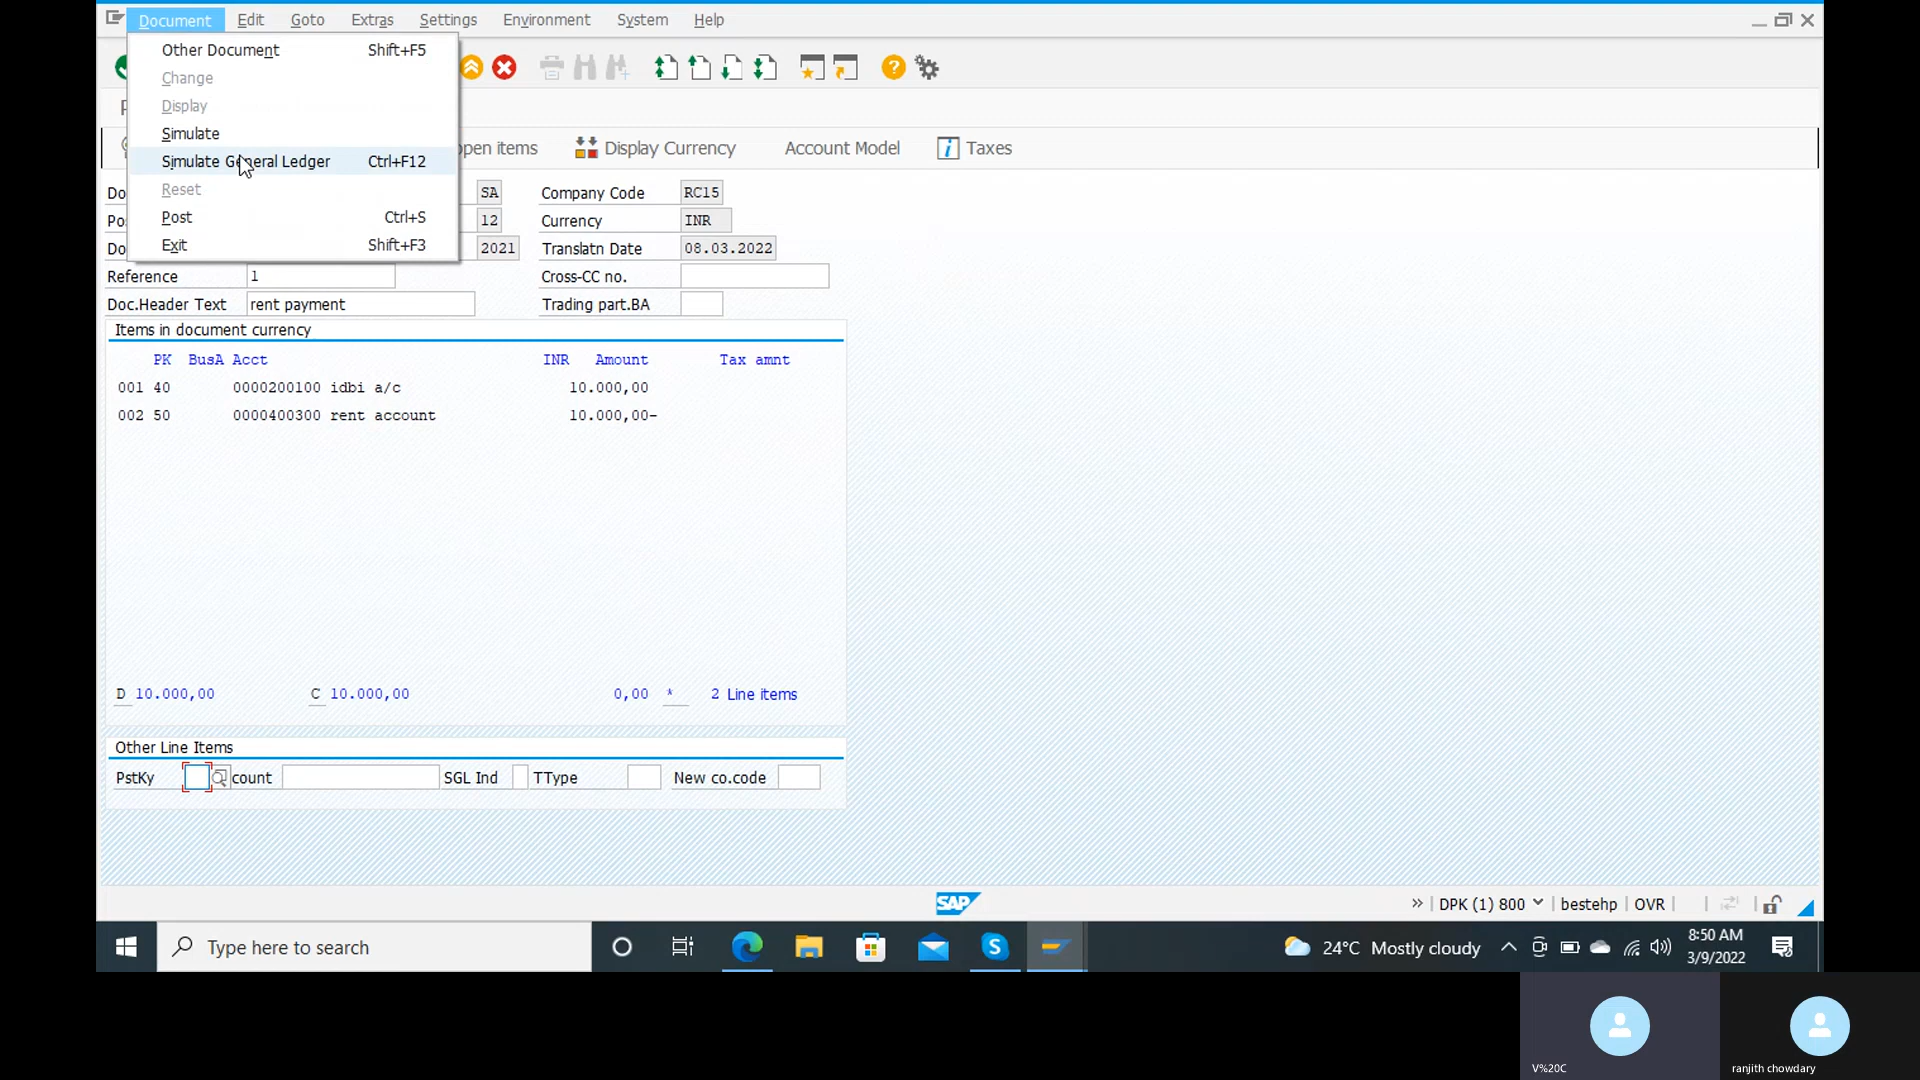 Document Edit Goto Extras Settings Environment System Help
Other Document Shift+F5
Change
Display
Simulate
Simulate General Ledger Ctrl+F12
Reset
Post Ctrl+S
Exit Shift+F3
open items Display Currency Account Model Taxes
Do SA Company Code RC15
Pos 12 Currency INR
Do 2021 Translatn Date 08.03.2022
Reference 1 Cross-CC no.
Doc.Header Text rent payment Trading part.BA
Items in document currency
PK BusA Acct INR Amount Tax amnt
001 40 0000200100 idbi a/c 10.000,00
002 50 0000400300 rent account 10.000,00-
D 10.000,00 C 10.000,00 0,00 * 2 Line items
Other Line Items
PstKy count SGL Ind TType New co.code
SAP
DPK (1) 800 bestehp OVR
Type here to search
24°C Mostly cloudy
8:50 AM
3/9/2022
V%20C
ranjith chowdary